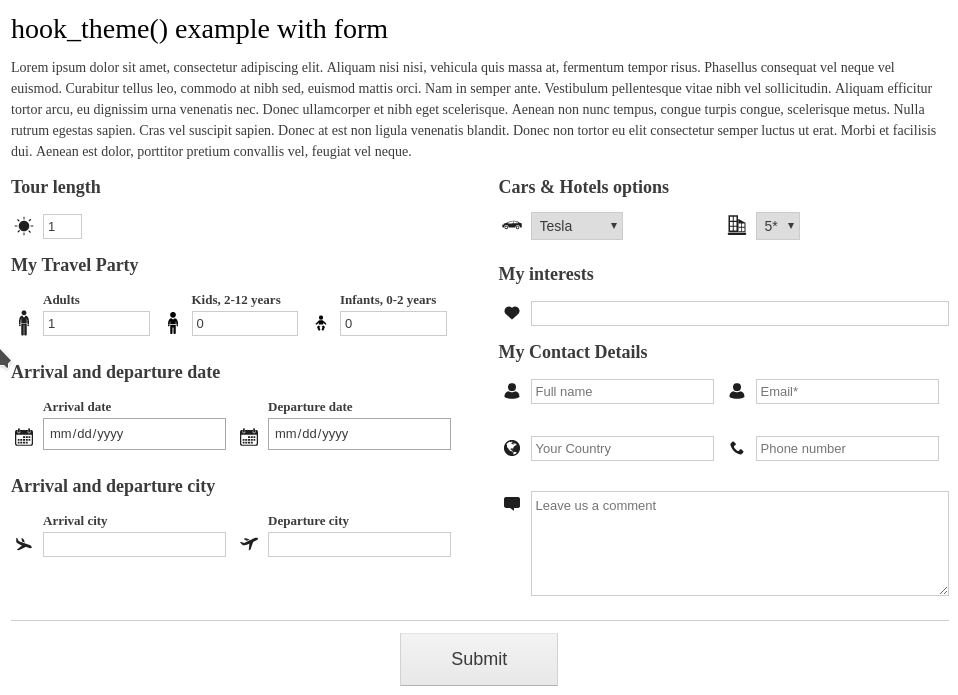 hook_theme() example with form
Lorem ipsum dolor sit amet, consectetur adipiscing elit. Aliquam nisi nisi, vehicula quis massa at, fermentum tempor risus. Phasellus consequat vel neque vel
euismod. Curabitur tellus leo, commodo at nibh sed, euismod mattis orci. Nam in semper ante. Vestibulum pellentesque vitae nibh vel sollicitudin. Aliquam efficitur
tortor arcu, eu dignissim urna venenatis nec. Donec ullamcorper et nibh eget scelerisque. Aenean non nunc tempus, congue turpis congue, scelerisque metus. Nulla
rutrum egestas sapien. Cras vel suscipit sapien. Donec at est non ligula venenatis blandit. Donec non tortor eu elit consectetur semper luctus ut erat. Morbi et facilisis
dui. Aenean est dolor, porttitor pretium convallis vel, feugiat vel neque.
Tour length
1
My Travel Party
Adults Kids, 2-12 years Infants, 0-2 years
1 0 0
Arrival and departure date
Arrival date Departure date
mm/dd/yyyy mm/dd/yyyy
Arrival and departure city
Arrival city Departure city
Cars & Hotels options
Tesla 5*
My interests
My Contact Details
Full name Email*
Your Country Phone number
Leave us a comment
Submit